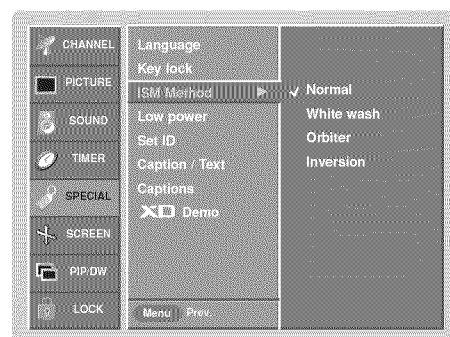 CHANNEL
PICTURE
SOUND
TIMER
SPECIAL
SCREEN
PIP/DW
LOCK
Language
Key lock
ISM Method
Low power
Set ID
Caption / Text
Captions
XD Demo
Menu Prev.
Normal
White wash
Orbiter
Inversion